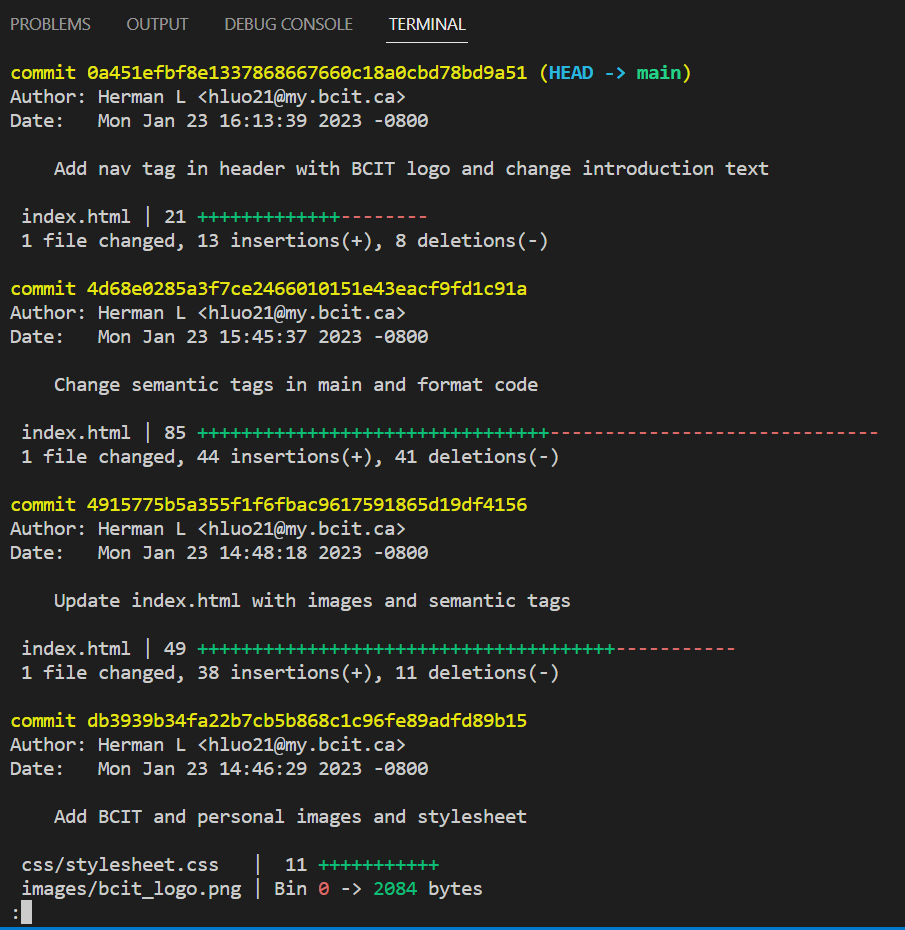 PROBLEMS OUTPUT DEBUG CONSOLE TERMINAL
commit 0a451efbf8e1337868667660c18a0cbd78bd9a51 (HEAD -> main)
Author: Herman L <hluo21@my.bcit.ca>
Date:   Mon Jan 23 16:13:39 2023 -0800
    Add nav tag in header with BCIT logo and change introduction text
 index.html | 21 +++++++++++++--------
 1 file changed, 13 insertions(+), 8 deletions(-)
commit 4d68e0285a3f7ce2466010151e43eacf9fd1c91a
Author: Herman L <hluo21@my.bcit.ca>
Date:   Mon Jan 23 15:45:37 2023 -0800
    Change semantic tags in main and format code
 index.html | 85 ++++++++++++++++++++++++++++++++------------------------------
 1 file changed, 44 insertions(+), 41 deletions(-)
commit 4915775b5a355f1f6fbac9617591865d19df4156
Author: Herman L <hluo21@my.bcit.ca>
Date:   Mon Jan 23 14:48:18 2023 -0800
    Update index.html with images and semantic tags
 index.html | 49 ++++++++++++++++++++++++++++++++++++++-----------
 1 file changed, 38 insertions(+), 11 deletions(-)
commit db3939b34fa22b7cb5b868c1c96fe89adfd89b15
Author: Herman L <hluo21@my.bcit.ca>
Date:   Mon Jan 23 14:46:29 2023 -0800
    Add BCIT and personal images and stylesheet
 css/stylesheet.css   |  11 +++++++++++
 images/bcit_logo.png | Bin 0 -> 2084 bytes
: